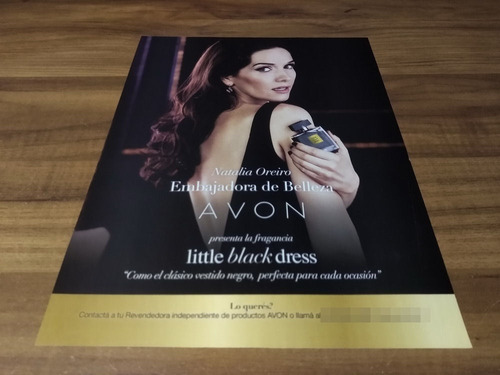 Natalia Oreiro
Embajadora de Belleza
AVON
presenta la fragancia
little black dress
“Como el clásico vestido negro, perfecta para cada ocasión”
Lo querés?
Contactá a tu Revendedora independiente de productos AVON o llamá al